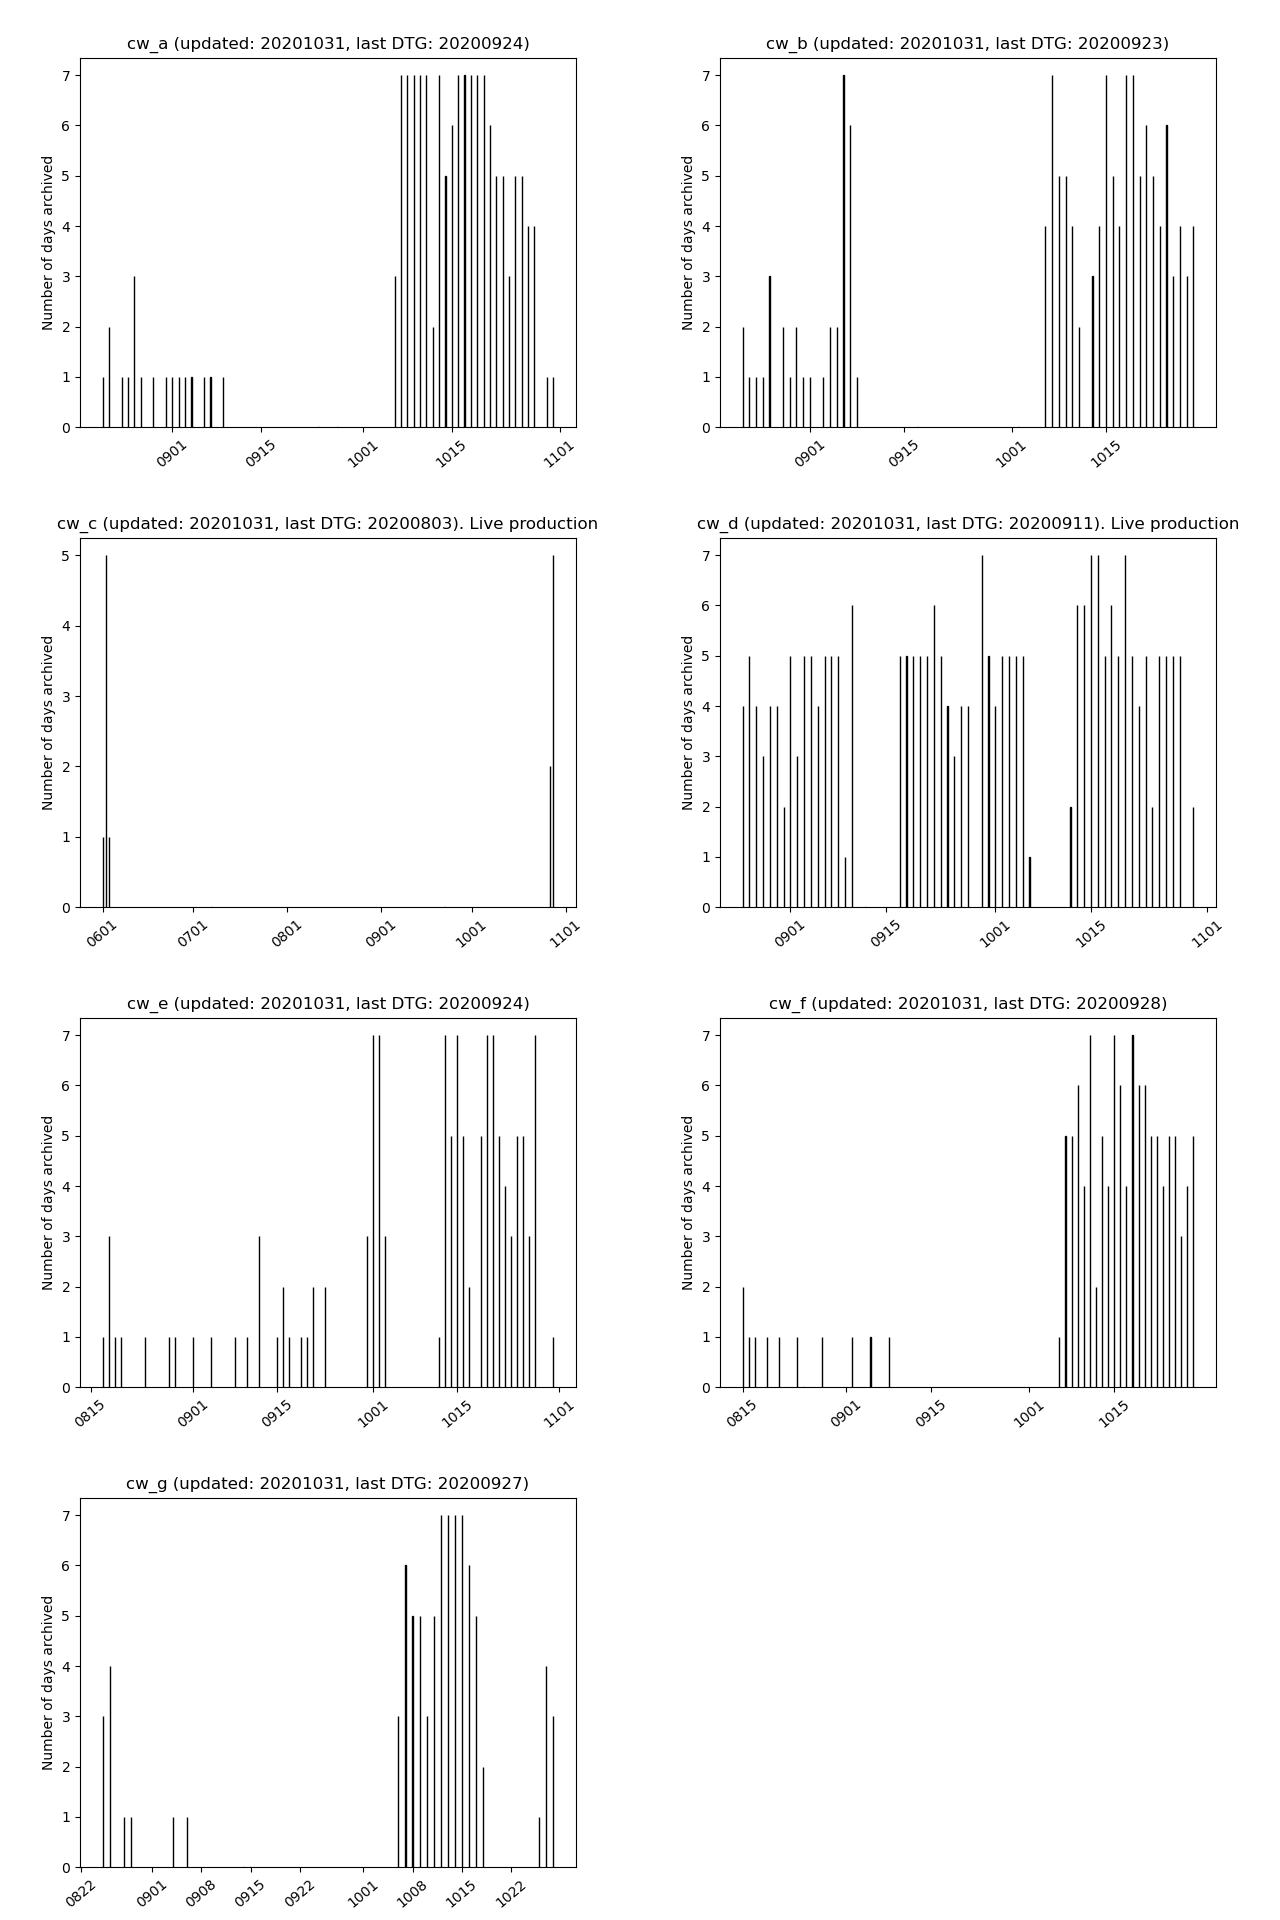 cw_a (updated: 20201031, last DTG: 20200924)
Number of days archived
7
6
5
4
3
2
1
0
0901 0915 1001 1015 1101
cw_b (updated: 20201031, last DTG: 20200923)
Number of days archived
7
6
5
4
3
2
1
0
0901 0915 1001 1015
cw_c (updated: 20201031, last DTG: 20200803). Live production
Number of days archived
5
4
3
2
1
0
0601 0701 0801 0901 1001 1101
cw_d (updated: 20201031, last DTG: 20200911). Live production
Number of days archived
7
6
5
4
3
2
1
0
0901 0915 1001 1015 1101
cw_e (updated: 20201031, last DTG: 20200924)
Number of days archived
7
6
5
4
3
2
1
0
0815 0901 0915 1001 1015 1101
cw_f (updated: 20201031, last DTG: 20200928)
Number of days archived
7
6
5
4
3
2
1
0
0815 0901 0915 1001 1015
cw_g (updated: 20201031, last DTG: 20200927)
Number of days archived
7
6
5
4
3
2
1
0
0822 0901 0908 0915 0922 1001 1008 1015 1022